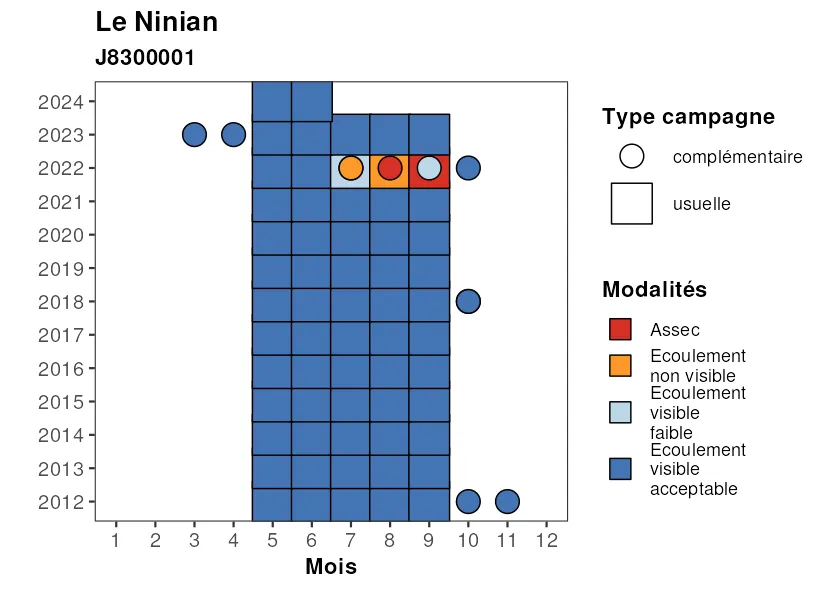 Le Ninian
J8300001
2024
2023
2022
2021
2020
2019
2018
2017
2016
2015
2014
2013
2012
1 2 3 4 5 6 7 8 9 10 11 12
Mois
Type campagne
complémentaire
usuelle
Modalités
Assec
Ecoulement
non visible
Ecoulement
visible
faible
Ecoulement
visible
acceptable